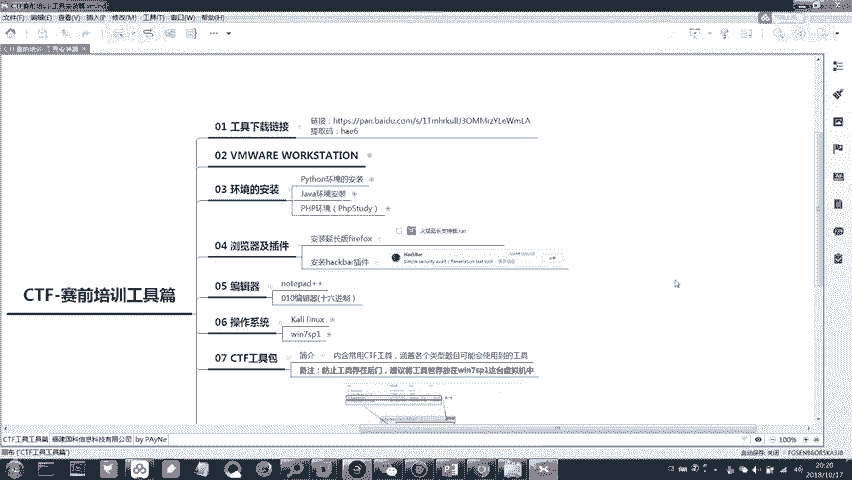 文件(F) 编辑(E) 查看(V) 插入(I) 修改(M) 工具(T) 窗口(W) 帮助(H)
01 工具下载链接
提取码：hae6
02 VMWARE WORKSTATION
03 环境的安装
Python环境的安装
Java环境安装
PHP环境（PhpStudy）
04 浏览器及插件
安装延长版firefox
火狐延长支持版.rar
安装hackbar插件
HackBar
Simple security audit / Penetration test tool
05 编辑器
notepad++
010编辑器(十六进制)
CTF-赛前培训工具篇
06 操作系统
Kali linux
win7sp1
07 CTF工具包
简介
内含常用CTF工具，涵盖各个类型题目可能会使用到的工具
备注：防止工具存在后门，建议将工具包存放在win7sp1这台虚拟机中
CTF工具工具篇 福建国科信息科技有限公司 by PAyNe
100%
画布 ('CTF工具工具篇')
自动保存: 关闭
20:20
2018/10/17